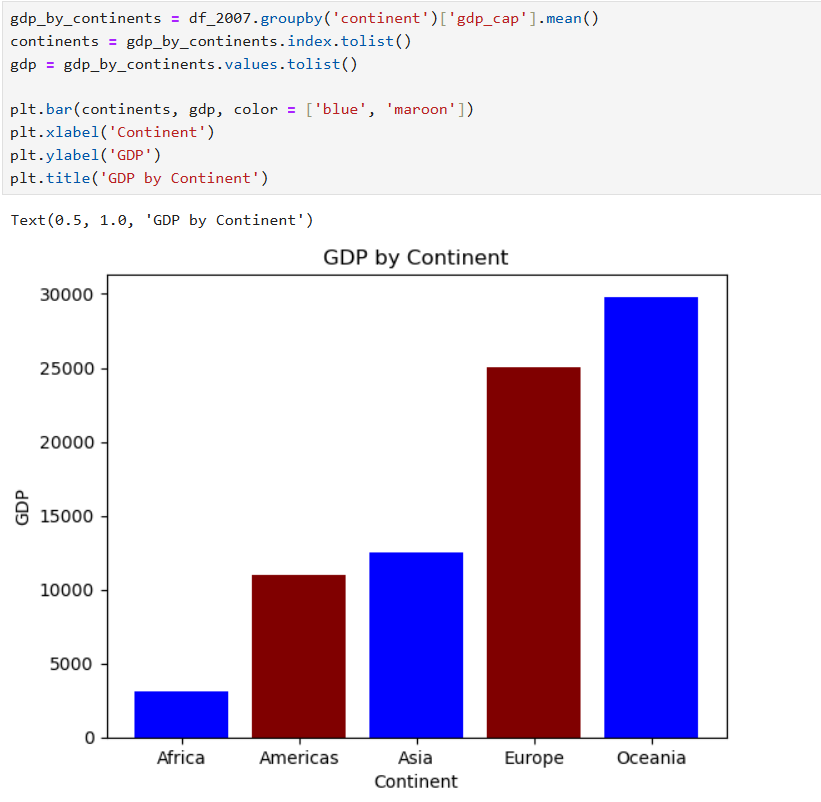 gdp_by_continents = df_2007.groupby('continent')['gdp_cap'].mean()
continents = gdp_by_continents.index.tolist()
gdp = gdp_by_continents.values.tolist()
plt.bar(continents, gdp, color = ['blue', 'maroon'])
plt.xlabel('Continent')
plt.ylabel('GDP')
plt.title('GDP by Continent')
Text(0.5, 1.0, 'GDP by Continent')
GDP by Continent
30000
25000
20000
15000
10000
5000
0
GDP
Africa Americas Asia Europe Oceania
Continent